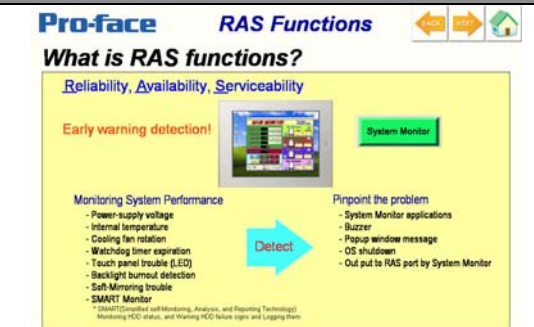 Pro-face
RAS Functions
BACK
NEXT
What is RAS functions?
Reliability, Availability, Serviceability
Early warning detection!
System Monitor
Monitoring System Performance
- Power-supply voltage
- Internal temperature
- Cooling fan rotation
- Watchdog timer expiration
- Touch panel trouble (LED)
- Backlight burnout detection
- Soft-Mirroring trouble
- SMART Monitor
* SMART(Simplified self-Monitoring, Analysis, and Reporting Technology)
Monitoring HDD status, and Warning HDD failure signs and Logging them
Detect
Pinpoint the problem
- System Monitor applications
- Buzzer
- Popup window message
- OS shutdown
- Out put to RAS port by System Monitor